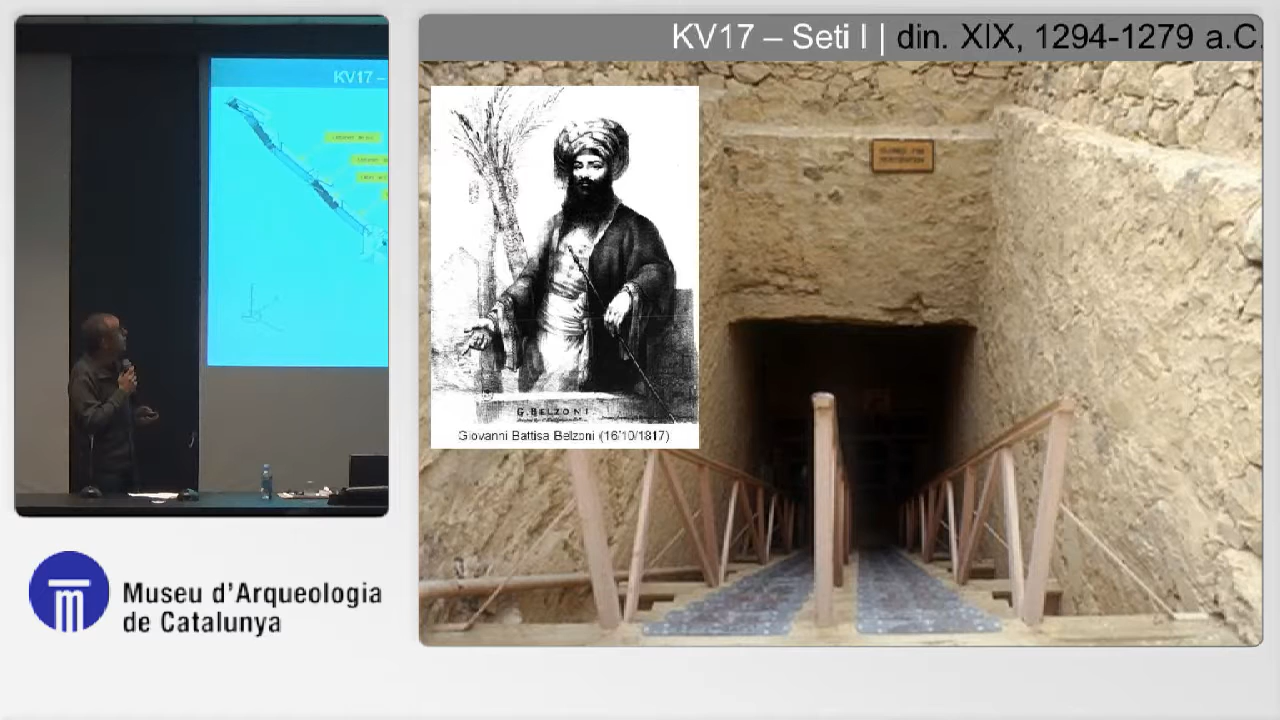 KV17 – Seti I | din. XIX, 1294-1279 a.C.
KV17 –
G. BELZONI
Giovanni Battisa Belzoni (16/10/1817)
Museu d'Arqueologia
de Catalunya